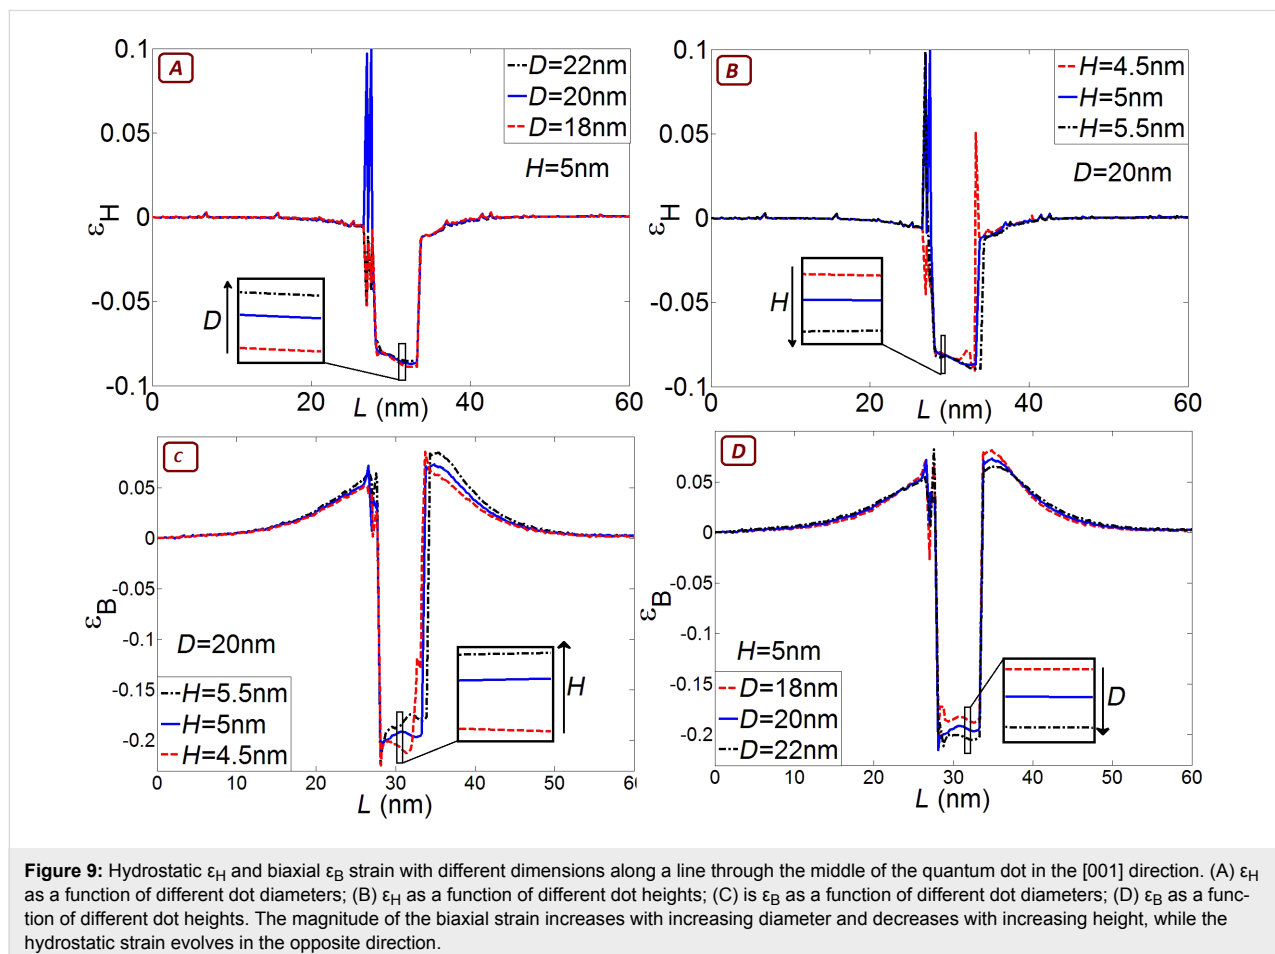 A
0.1
0.05
0
-0.05
-0.1
εH
D=22nm
D=20nm
D=18nm
H=5nm
D
0 20 40 60
L (nm)
B
0.1
0.05
0
-0.05
-0.1
εH
H=4.5nm
H=5nm
H=5.5nm
D=20nm
H
0 20 40 60
L (nm)
C
0.05
0
-0.05
-0.1
-0.15
-0.2
εB
D=20nm
H=5.5nm
H=5nm
H=4.5nm
H
0 10 20 30 40 50 60
L (nm)
D
0.05
0
-0.05
-0.1
-0.15
-0.2
εB
H=5nm
D=18nm
D=20nm
D=22nm
D
0 10 20 30 40 50 60
L (nm)
Figure 9: Hydrostatic εH and biaxial εB strain with different dimensions along a line through the middle of the quantum dot in the [001] direction. (A) εH
as a function of different dot diameters; (B) εH as a function of different dot heights; (C) is εB as a function of different dot diameters; (D) εB as a func-
tion of different dot heights. The magnitude of the biaxial strain increases with increasing diameter and decreases with increasing height, while the
hydrostatic strain evolves in the opposite direction.